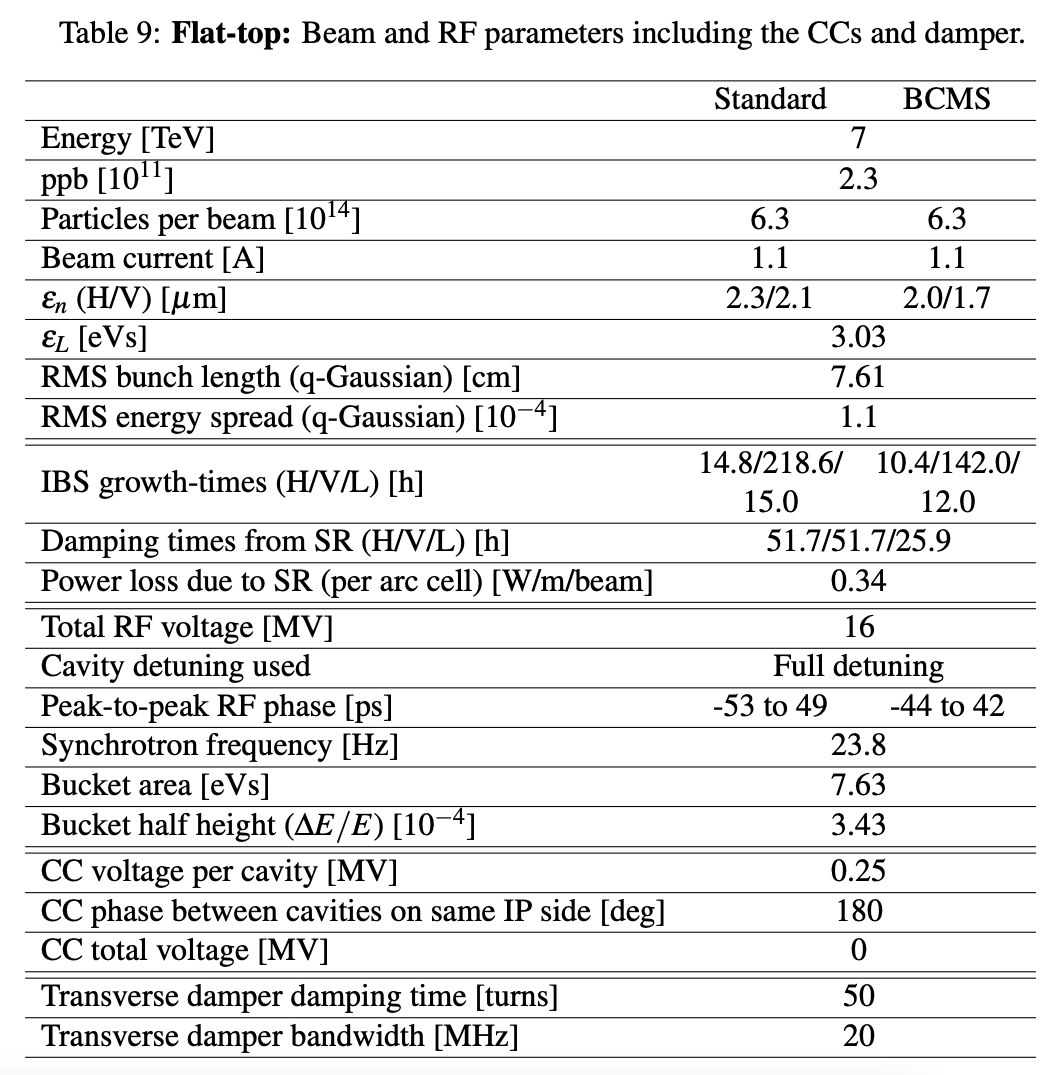 Table 9: Flat-top: Beam and RF parameters including the CCs and damper.
Standard BCMS
Energy [TeV] 7
ppb [10¹¹] 2.3
Particles per beam [10¹⁴] 6.3 6.3
Beam current [A] 1.1 1.1
εₙ (H/V) [μm] 2.3/2.1 2.0/1.7
ε_L [eVs] 3.03
RMS bunch length (q-Gaussian) [cm] 7.61
RMS energy spread (q-Gaussian) [10⁻⁴] 1.1
IBS growth-times (H/V/L) [h] 14.8/218.6/ 10.4/142.0/
15.0 12.0
Damping times from SR (H/V/L) [h] 51.7/51.7/25.9
Power loss due to SR (per arc cell) [W/m/beam] 0.34
Total RF voltage [MV] 16
Cavity detuning used Full detuning
Peak-to-peak RF phase [ps] -53 to 49 -44 to 42
Synchrotron frequency [Hz] 23.8
Bucket area [eVs] 7.63
Bucket half height (ΔE/E) [10⁻⁴] 3.43
CC voltage per cavity [MV] 0.25
CC phase between cavities on same IP side [deg] 180
CC total voltage [MV] 0
Transverse damper damping time [turns] 50
Transverse damper bandwidth [MHz] 20